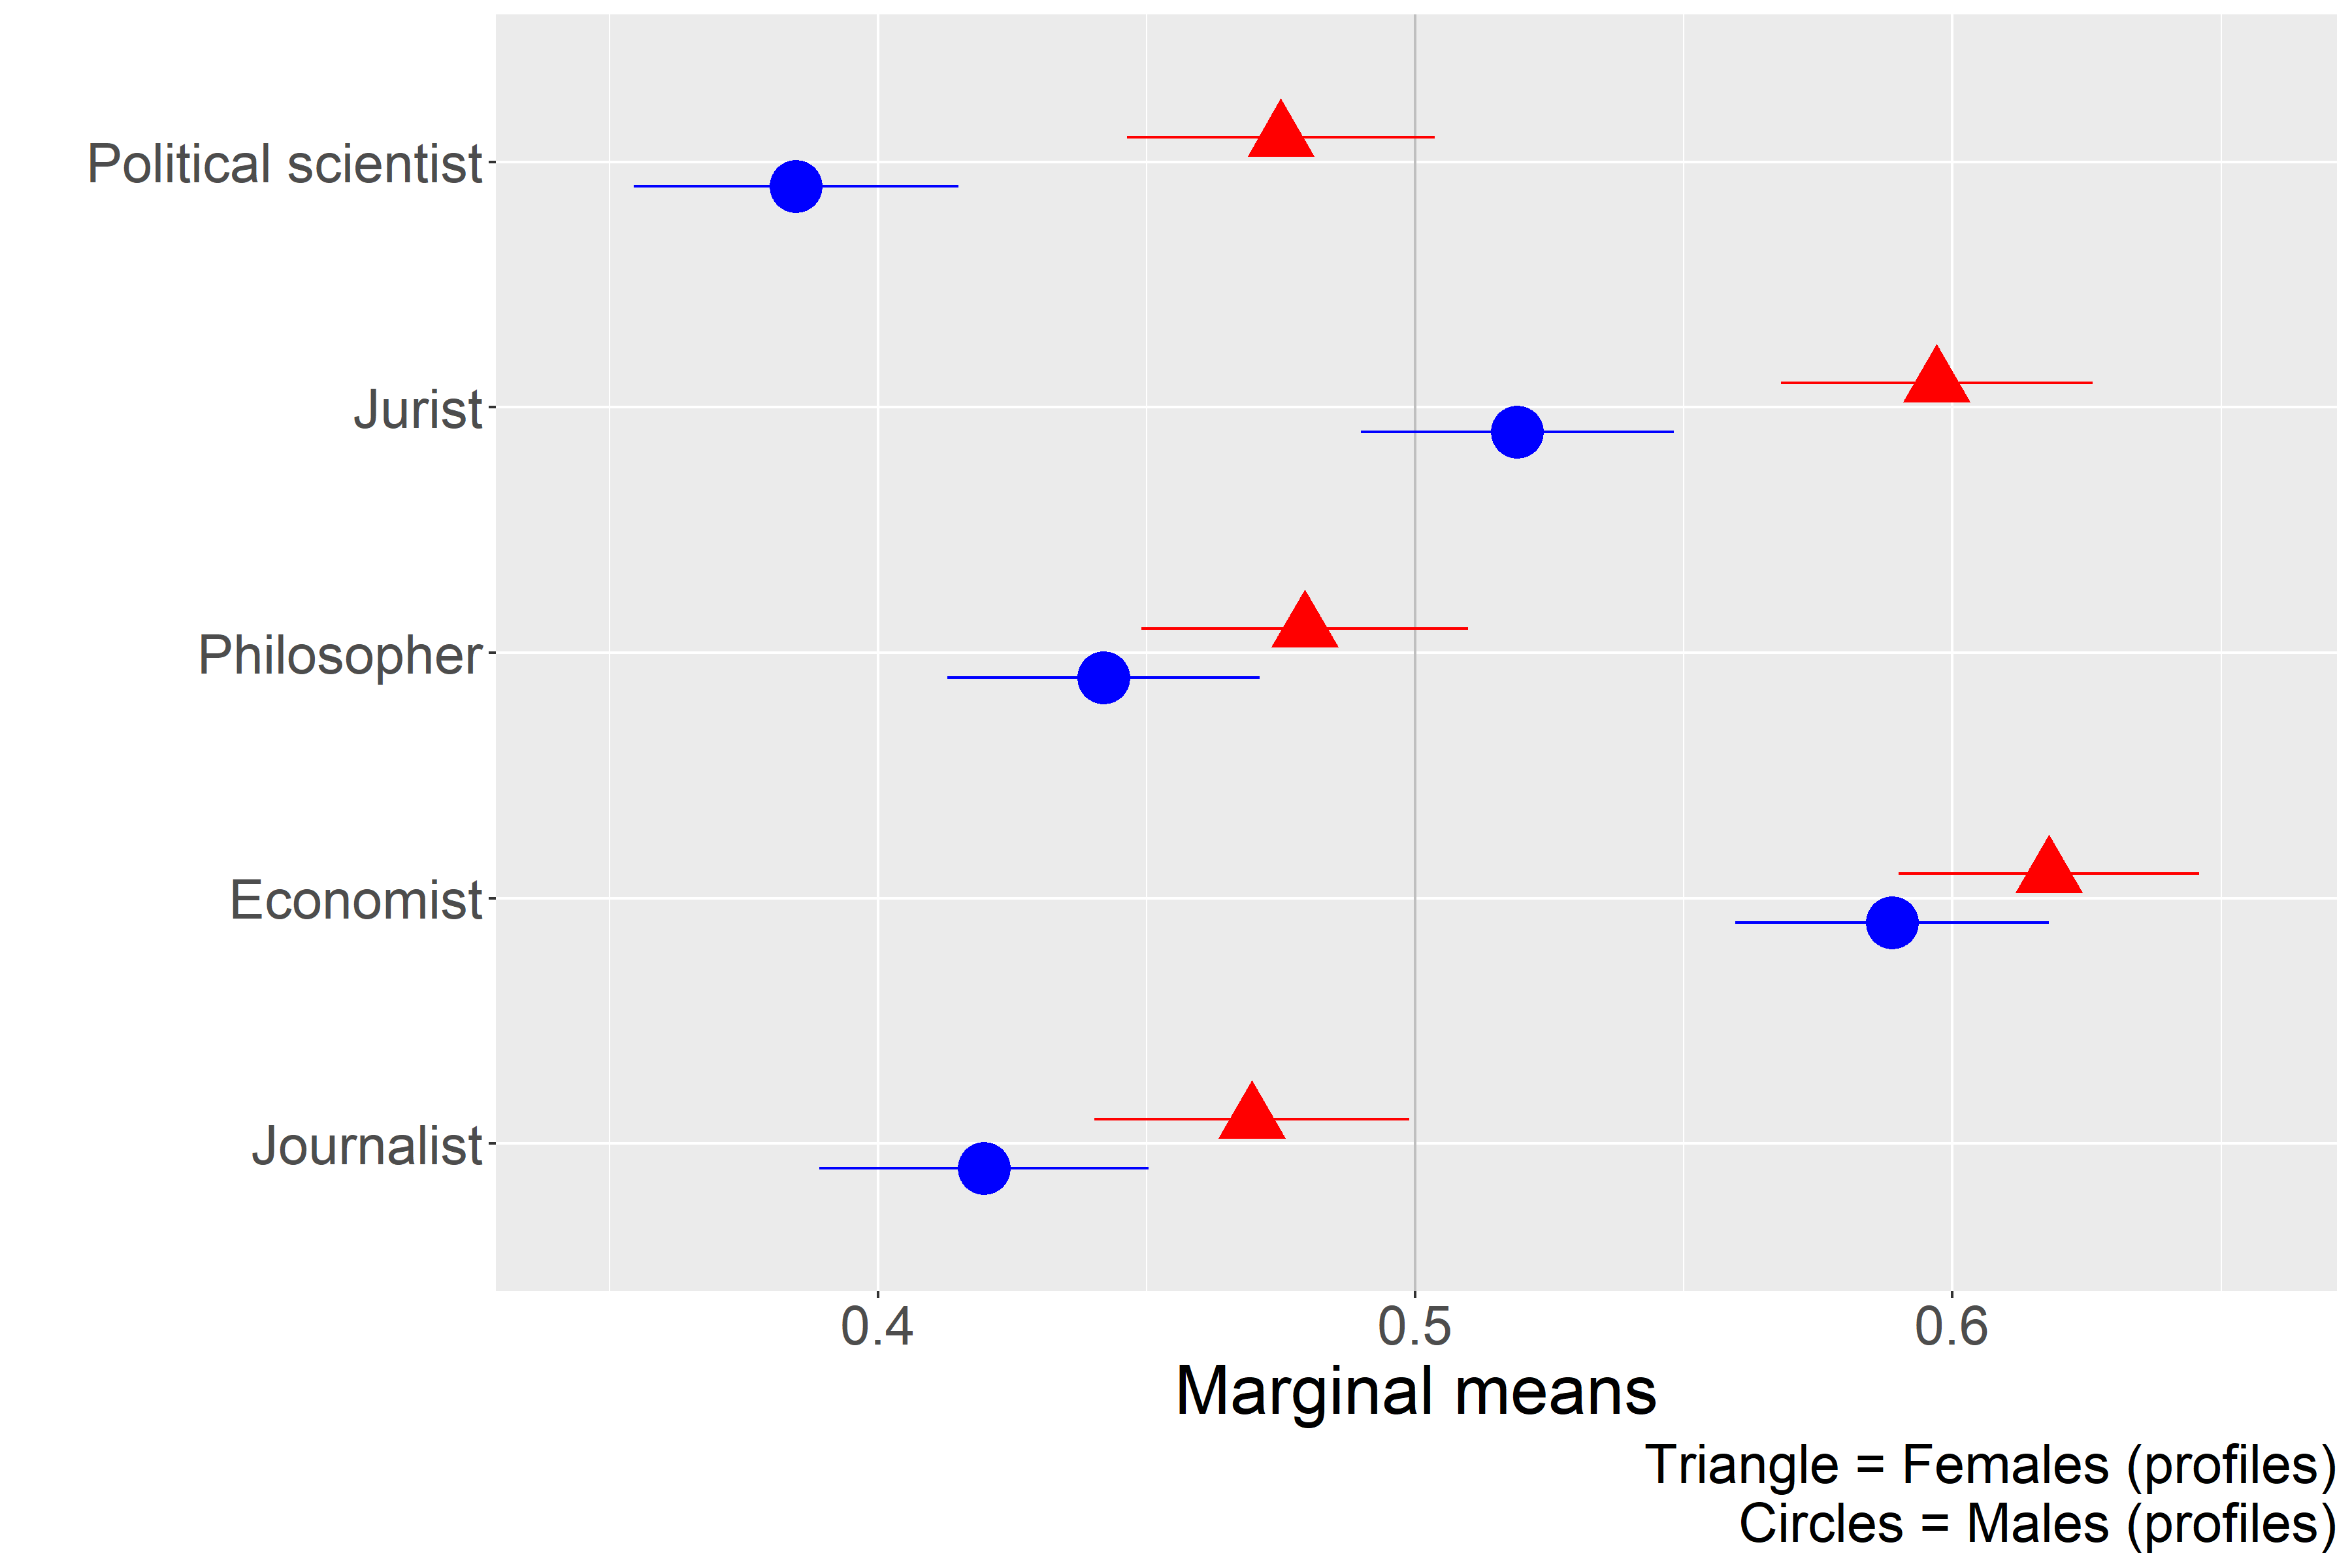 Political scientist
Jurist
Philosopher
Economist
Journalist
0.4 0.5 0.6
Marginal means
Triangle = Females (profiles)
Circles = Males (profiles)